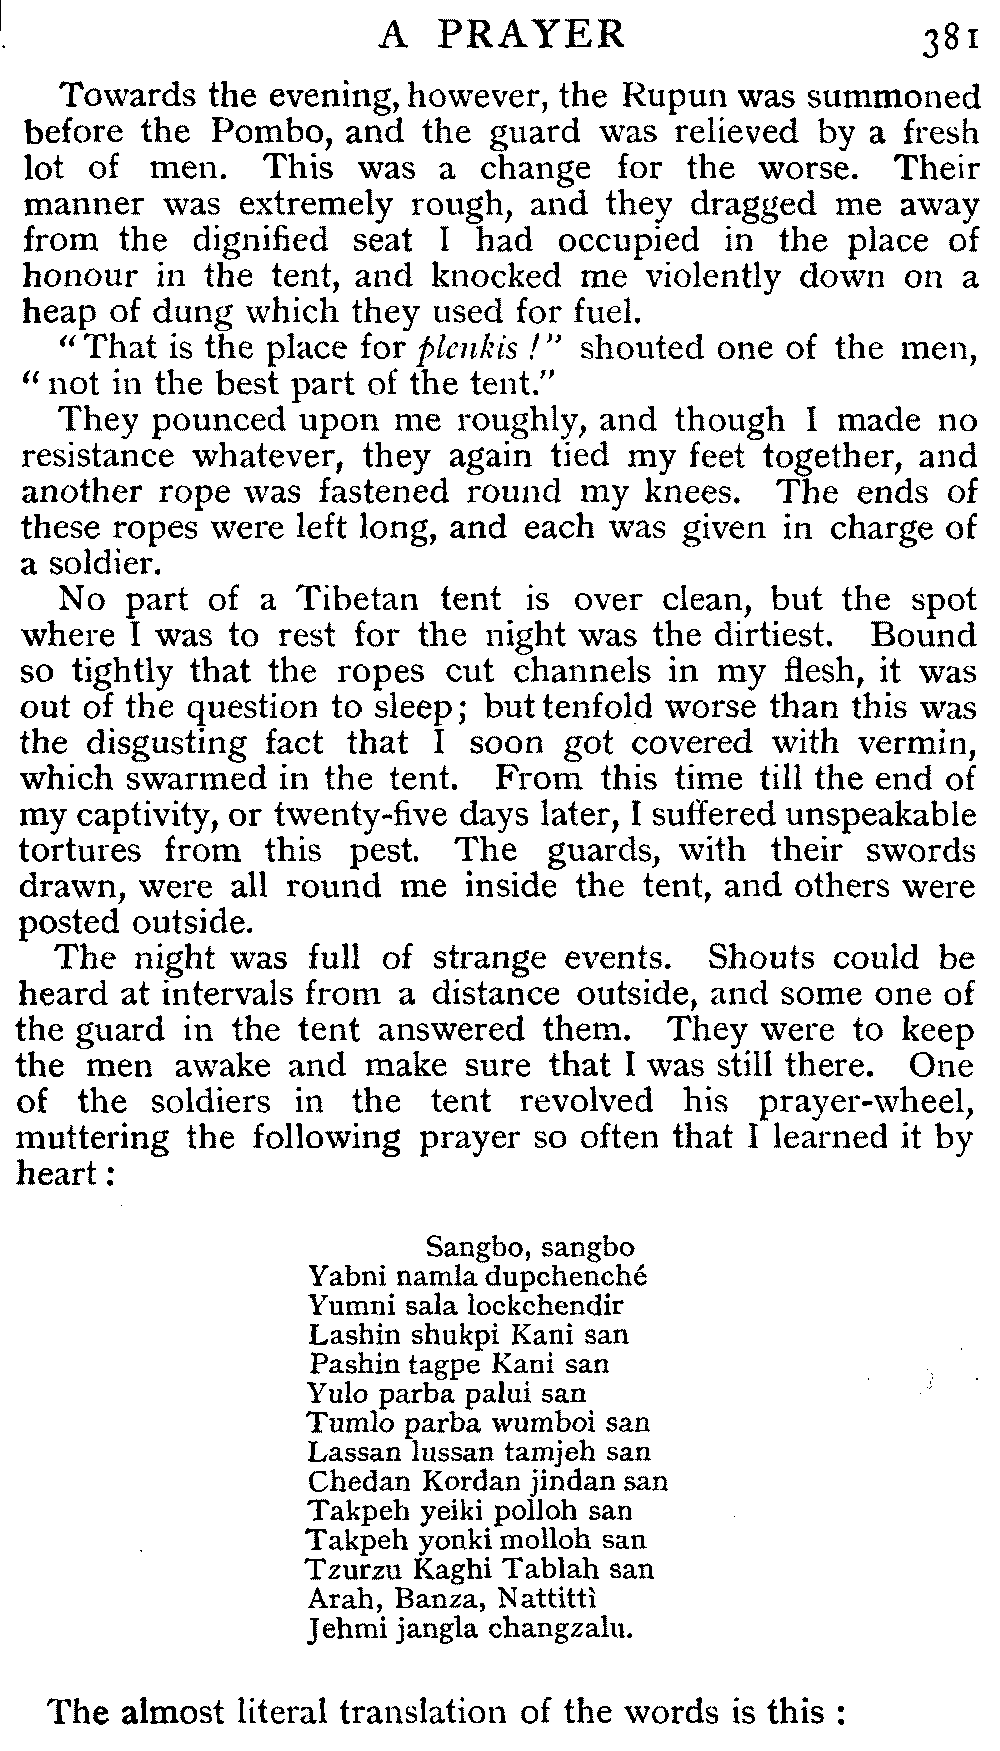 A PRAYER 381
Towards the evening, however, the Rupun was summoned
before the Pombo, and the guard was relieved by a fresh
lot of men. This was a change for the worse. Their
manner was extremely rough, and they dragged me away
from the dignified seat I had occupied in the place of
honour in the tent, and knocked me violently down on a
heap of dung which they used for fuel.
“That is the place for plenkis!” shouted one of the men,
“not in the best part of the tent.”
They pounced upon me roughly, and though I made no
resistance whatever, they again tied my feet together, and
another rope was fastened round my knees. The ends of
these ropes were left long, and each was given in charge of
a soldier.
No part of a Tibetan tent is over clean, but the spot
where I was to rest for the night was the dirtiest. Bound
so tightly that the ropes cut channels in my flesh, it was
out of the question to sleep; but tenfold worse than this was
the disgusting fact that I soon got covered with vermin,
which swarmed in the tent. From this time till the end of
my captivity, or twenty-five days later, I suffered unspeakable
tortures from this pest. The guards, with their swords
drawn, were all round me inside the tent, and others were
posted outside.
The night was full of strange events. Shouts could be
heard at intervals from a distance outside, and some one of
the guard in the tent answered them. They were to keep
the men awake and make sure that I was still there. One
of the soldiers in the tent revolved his prayer-wheel,
muttering the following prayer so often that I learned it by
heart:
Sangbo, sangbo
Yabni namla dupchenché
Yumni sala lockchendir
Lashin shukpi Kani san
Pashin tagpe Kani san
Yulo parba palui san
Tumlo parba wumboi san
Lassan lussan tamjeh san
Chedan Kordan jindan san
Takpeh yeiki polloh san
Takpeh yonki molloh san
Tzurzu Kaghi Tablah san
Arah, Banza, Nattittì
Jehmi jangla changzalu.
The almost literal translation of the words is this: